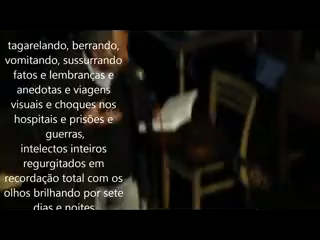 tagarelando, berrando,
vomitando, sussurrando
fatos e lembranças e
anedotas e viagens
visuais e choques nos
hospitais e prisões e
guerras,
intelectos inteiros
regurgitados em
recordação total com os
olhos brilhando por sete
dias e noites